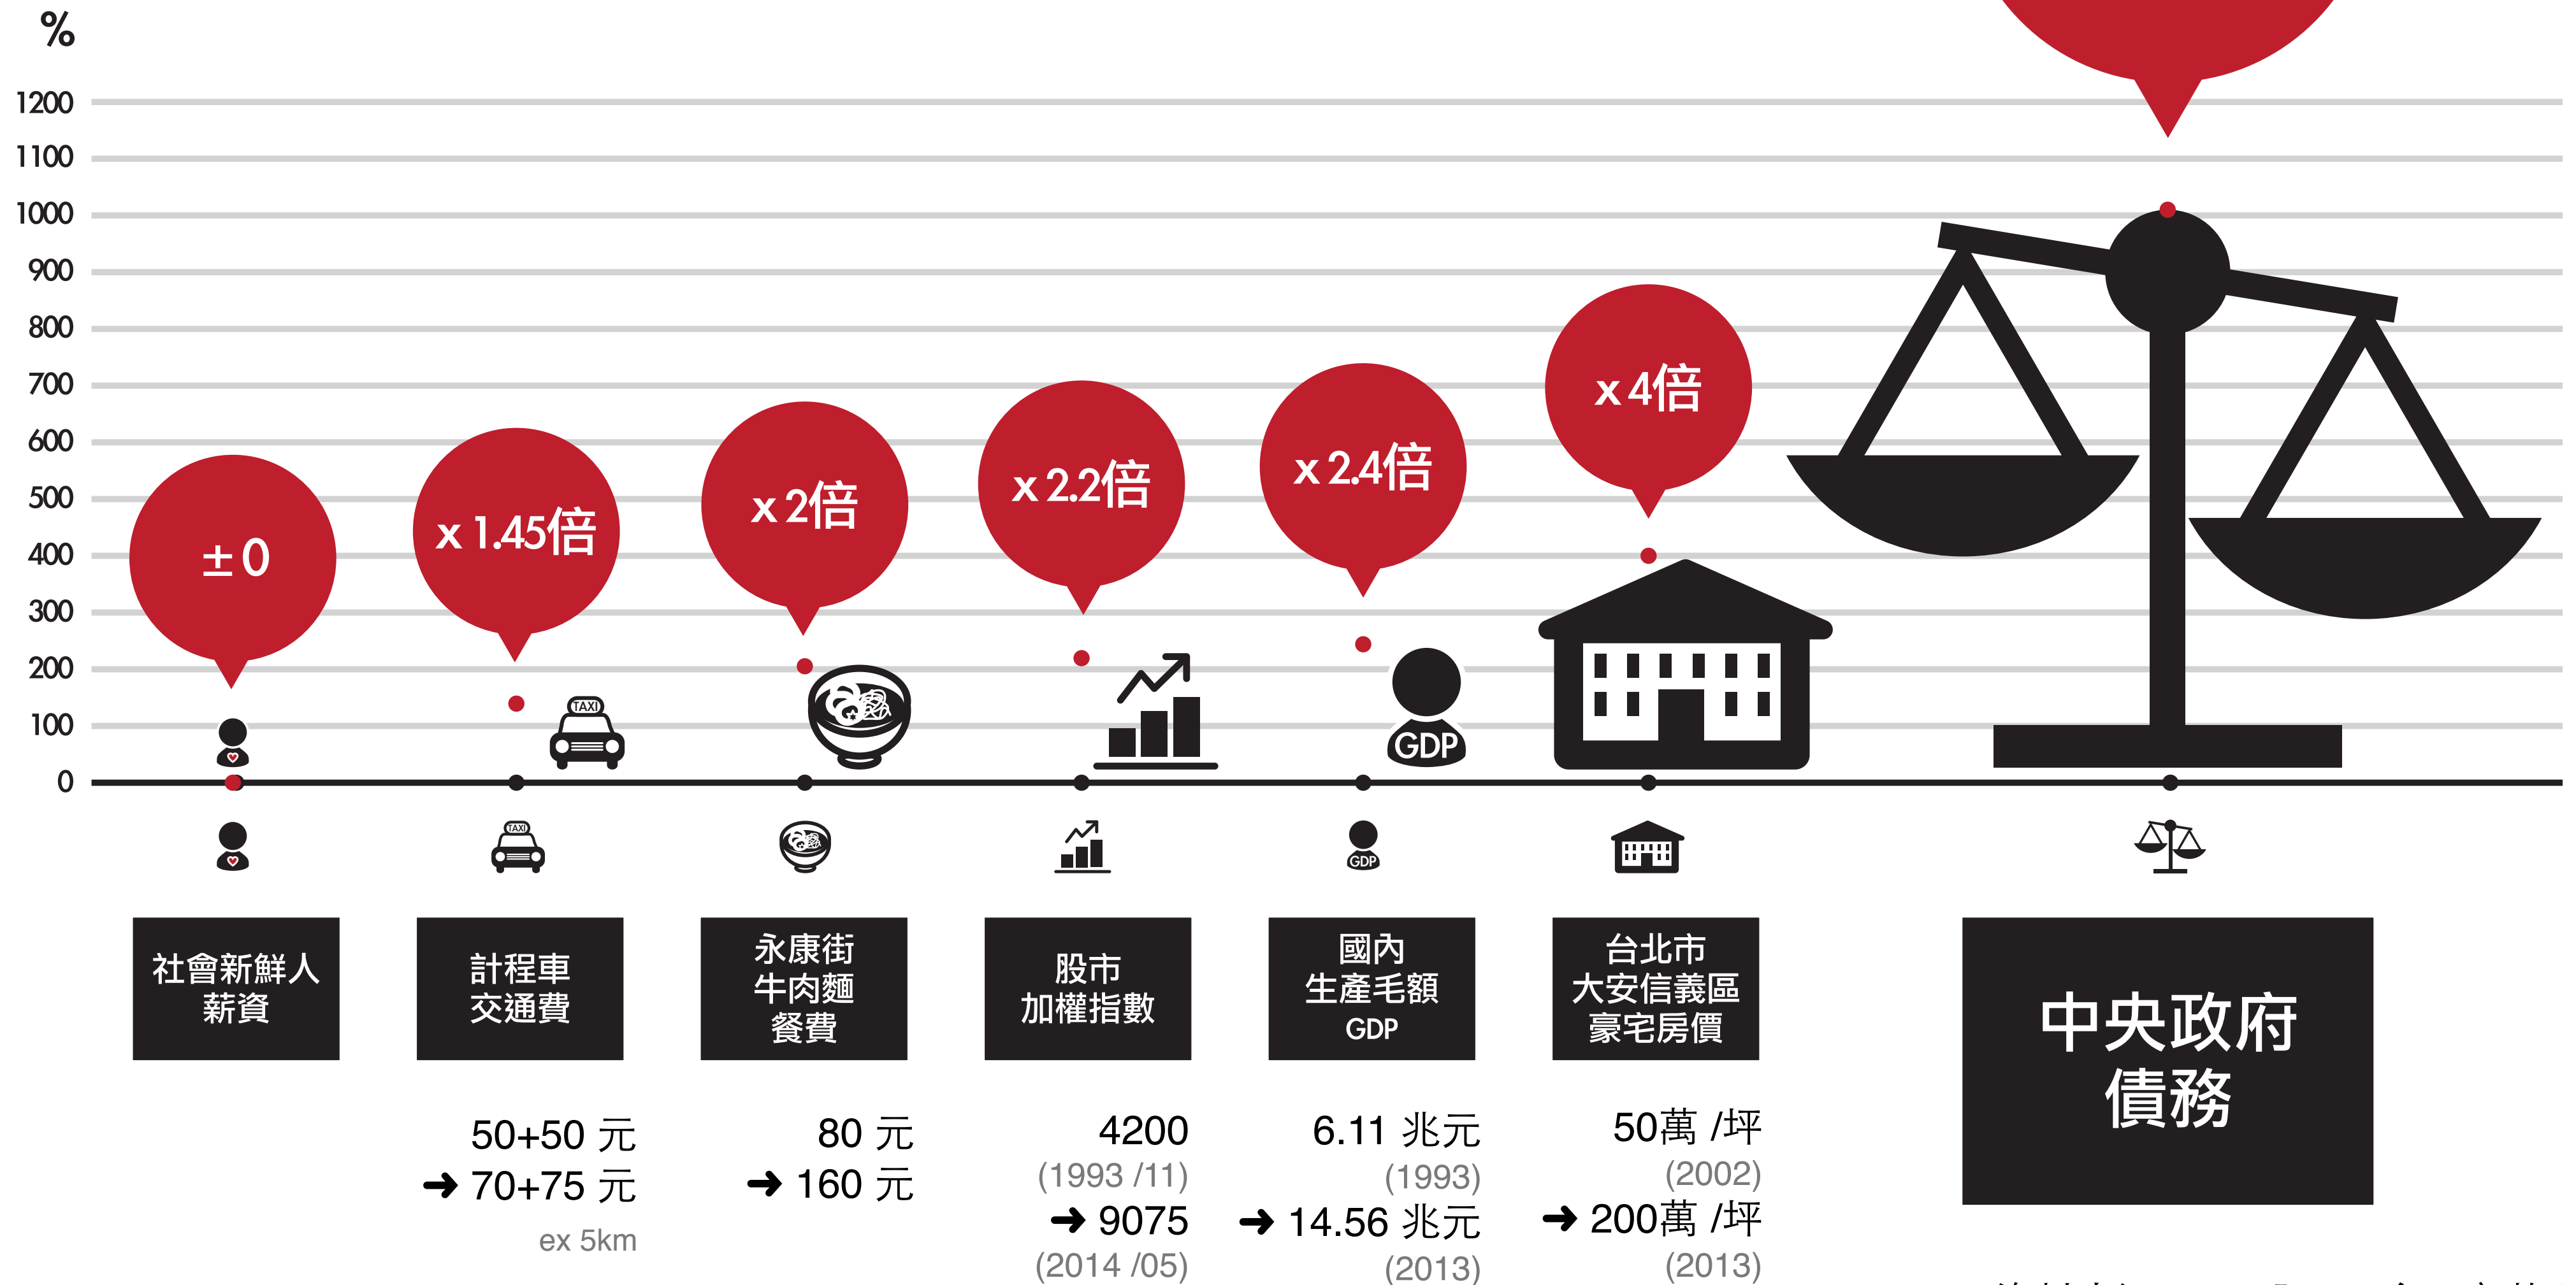 %
1200
1100
1000
900
800
700
600
500
400
300
200
100
0
± 0
x 1.45倍
x 2倍
x 2.2倍
x 2.4倍
x 4倍
TAXI
GDP
TAXI
GDP
社會新鮮人
薪資
計程車
交通費
永康街
牛肉麵
餐費
股市
加權指數
國內
生產毛額
GDP
台北市
大安信義區
豪宅房價
中央政府
債務
50+50 元
➜ 70+75 元
ex 5km
80 元
➜ 160 元
4200
(1993 /11)
➜ 9075
(2014 /05)
6.11 兆元
(1993)
➜ 14.56 兆元
(2013)
50萬 /坪
(2002)
➜ 200萬 /坪
(2013)